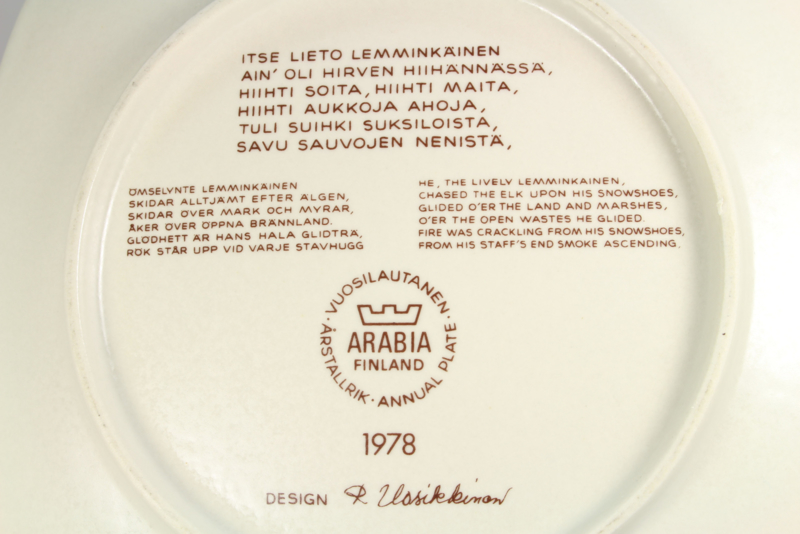 ITSE LIETO LEMMINKÄINEN
AIN' OLI HIRVEN HIIHÄNNÄSSÄ,
HIIHTI SOITA, HIIHTI MAITA,
HIIHTI AUKKOJA AHOJA,
TULI SUIHKI SUKSILOISTA,
SAVU SAUVOJEN NENISTÄ,
ÖMSELYNTE LEMMINKÄINEN
SKIDAR ALLTJÄMT EFTER ÄLGEN,
SKIDAR ÖVER MARK OCH MYRAR,
ÅKER ÖVER ÖPPNA BRÄNNLAND.
GLÖDHETT ÄR HANS HALA GLIDTRÄ,
RÖK STÅR UPP VID VARJE STAVHUGG
HE, THE LIVELY LEMMINKAINEN,
CHASED THE ELK UPON HIS SNOWSHOES,
GLIDED O'ER THE LAND AND MARSHES,
O'ER THE OPEN WASTES HE GLIDED.
FIRE WAS CRACKLING FROM HIS SNOWSHOES,
FROM HIS STAFF'S END SMOKE ASCENDING.
· VUOSILAUTANEN ·
ARABIA
FINLAND
ÅRSTALLRIK · ANNUAL PLATE
1978
DESIGN R Uosikkinen